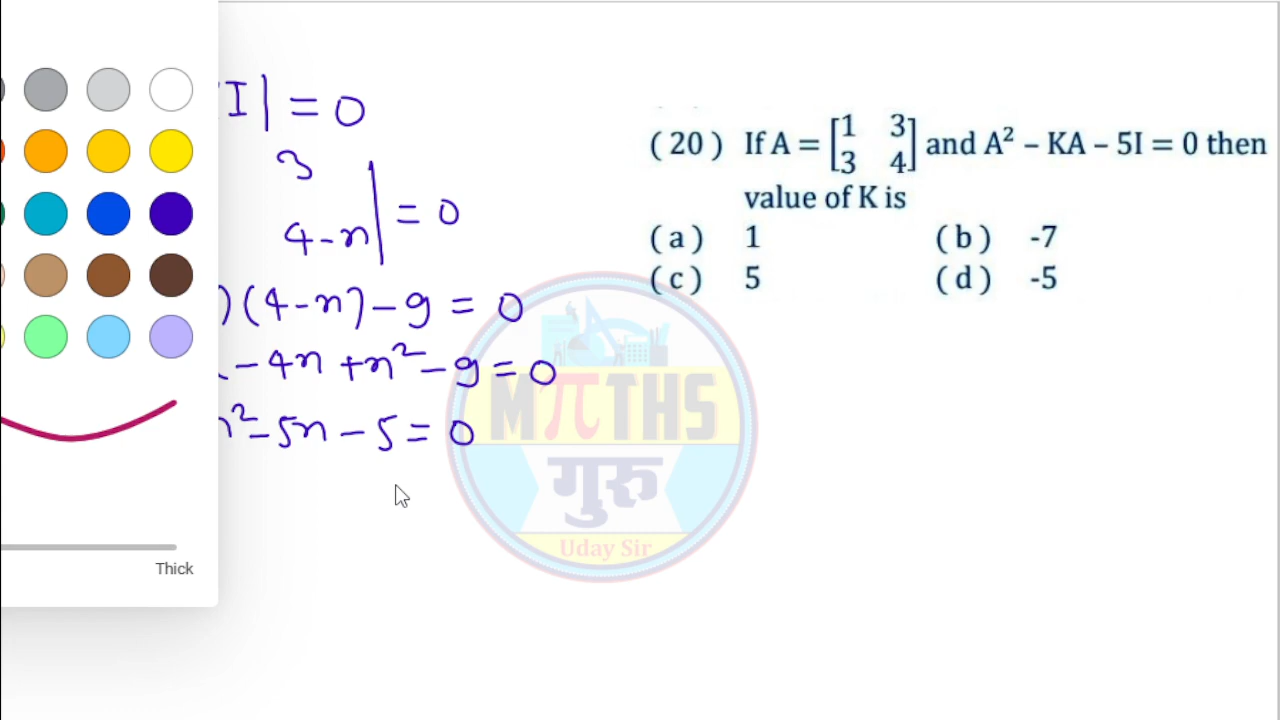 I| = 0
3
4-n| = 0
)(4-n) - 9 = 0
- 4n + n² - 9 = 0
n² - 5n - 5 = 0
Thick
( 20 ) If A = [1 3 3 4] and A² – KA – 5I = 0 then
value of K is
( a ) 1 ( b ) -7
( c ) 5 ( d ) -5
MπTHS
गुरु
Uday Sir